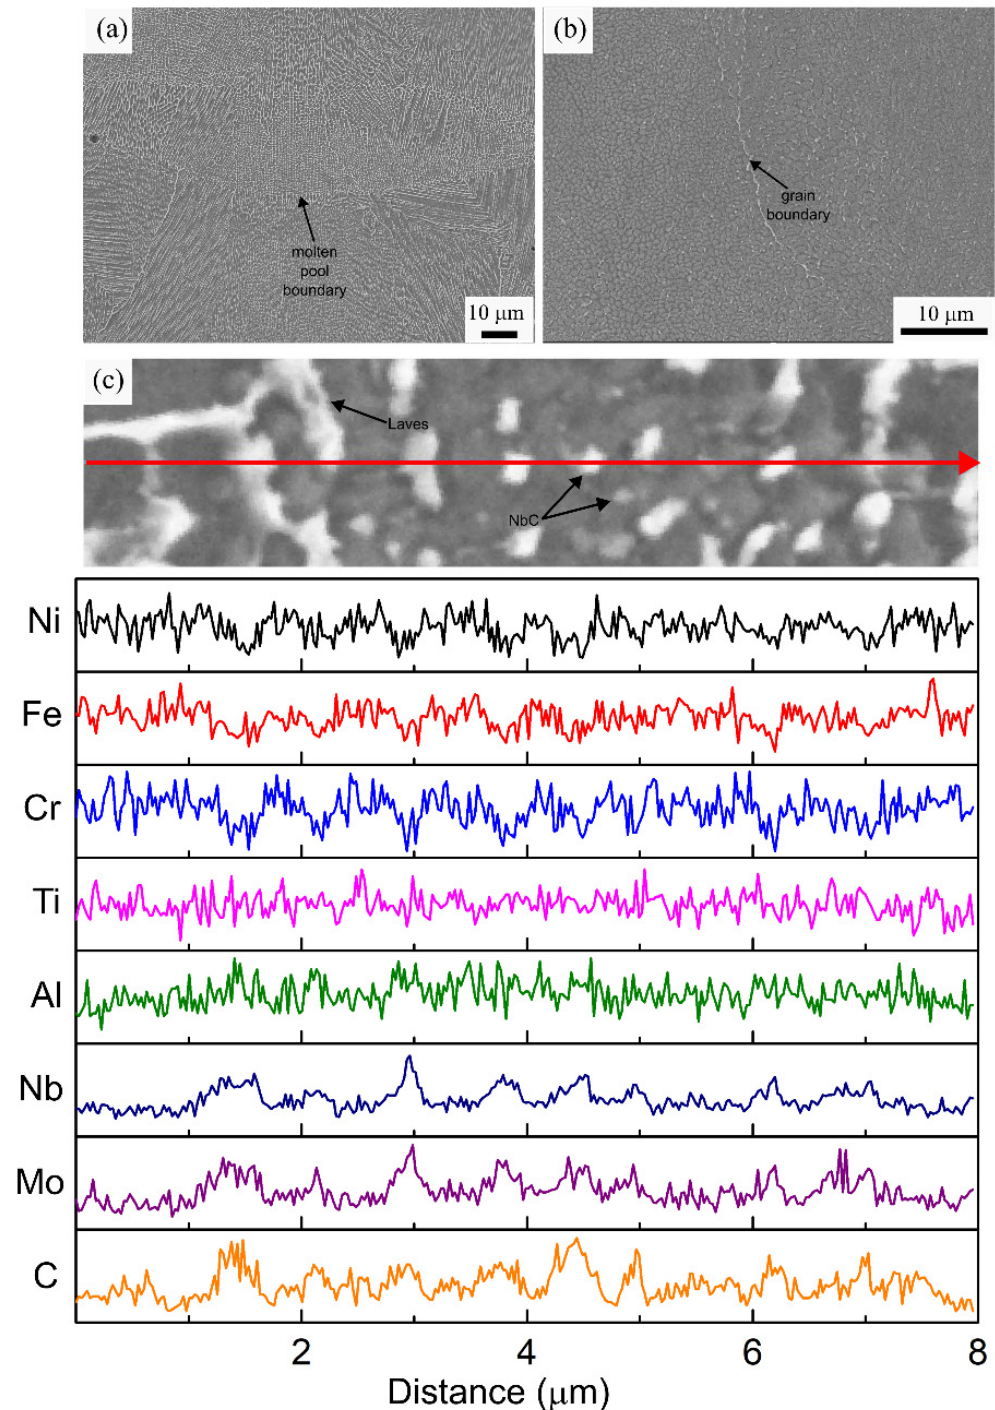 (a)
molten
pool
boundary
10 μm
(b)
grain
boundary
10 μm
(c)
Laves
NbC
Ni
Fe
Cr
Ti
Al
Nb
Mo
C
2 4 6 8
Distance (μm)